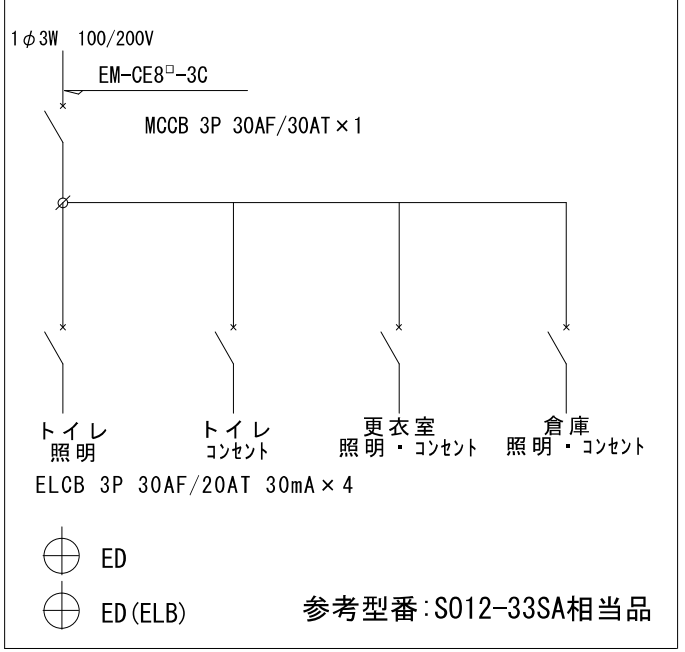 1φ3W 100/200V
EM-CE8□-3C
MCCB 3P 30AF/30AT×1
トイレ
照明
トイレ
コンセント
更衣室
照明・コンセント
倉庫
照明・コンセント
ELCB 3P 30AF/20AT 30mA×4
ED
ED(ELB)
参考型番:SO12-33SA相当品